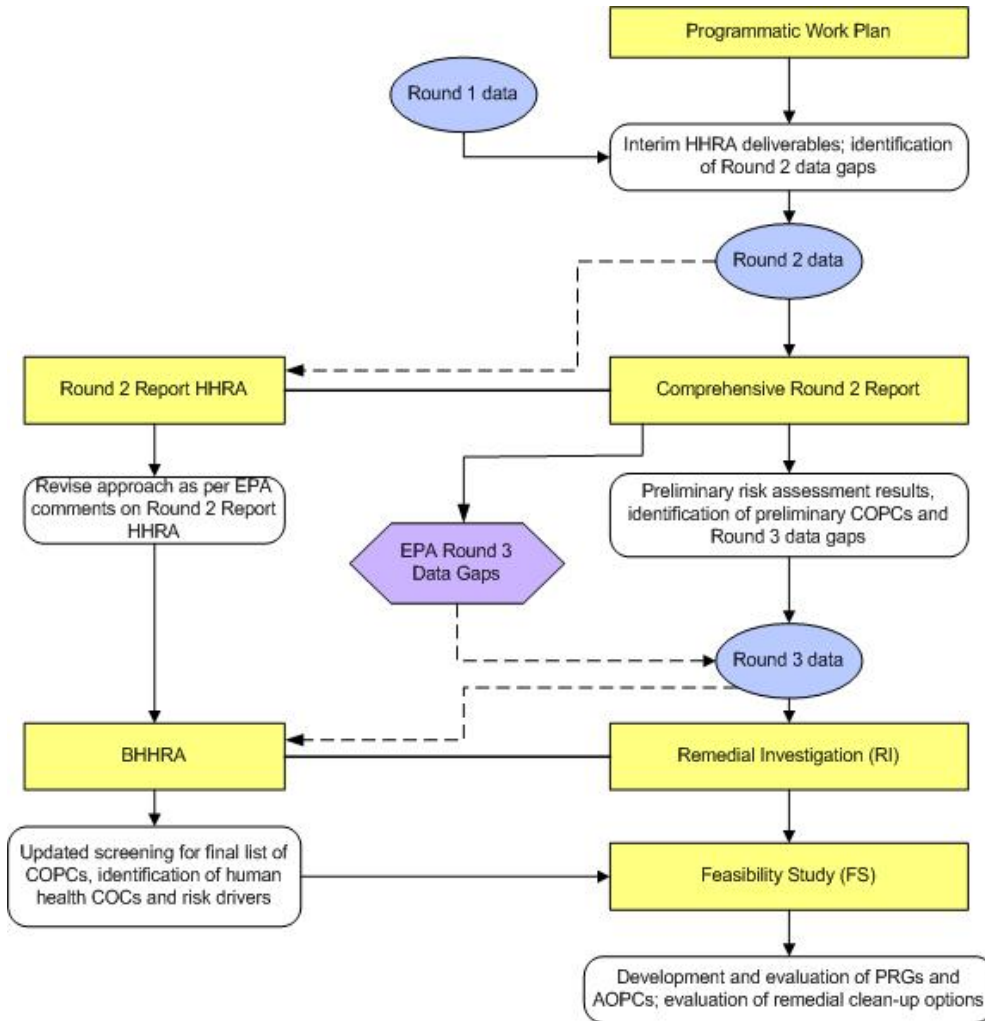 Programmatic Work Plan
Round 1 data
Interim HHRA deliverables; identification
of Round 2 data gaps
Round 2 data
Round 2 Report HHRA
Comprehensive Round 2 Report
Revise approach as per EPA
comments on Round 2 Report
HHRA
Preliminary risk assessment results,
identification of preliminary COPCs and
Round 3 data gaps
EPA Round 3
Data Gaps
Round 3 data
BHHRA
Remedial Investigation (RI)
Updated screening for final list of
COPCs, identification of human
health COCs and risk drivers
Feasibility Study (FS)
Development and evaluation of PRGs and
AOPCs; evaluation of remedial clean-up options